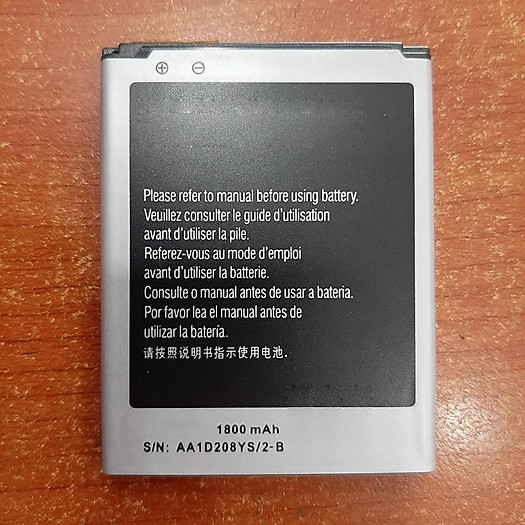 ⊕ ⊖
Please refer to manual before using battery.
Veuillez consulter le guide d'utilisation
avant d'utiliser la pile.
Referez-vous au mode d'emploi
avant d'utiliser la batterie.
Consulte o manual antes de usar a bateria.
Por favor lea el manual antes de
utilizar la batería.
请按照说明书指示使用电池.
1800 mAh
S/N: AA1D208YS/2-B